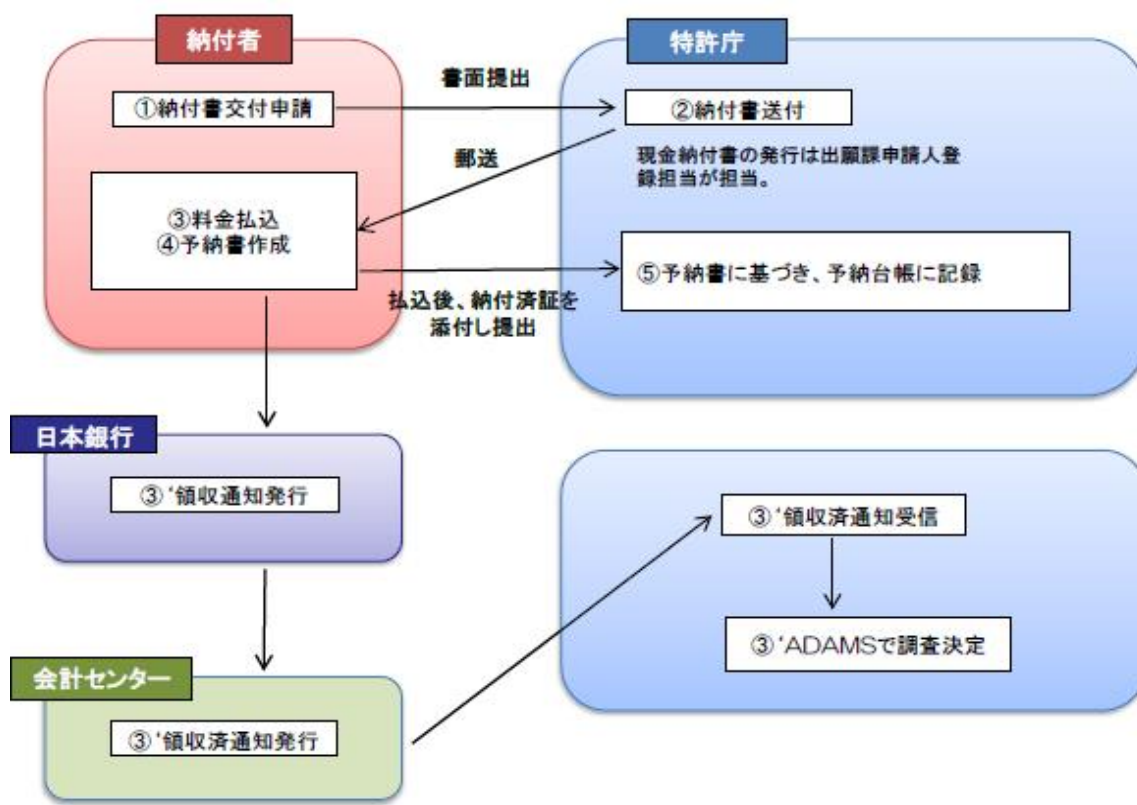 納付者
特許庁
書面提出
①納付書交付申請
②納付書送付
郵送
現金納付書の発行は出願課申請人登
録担当が担当。
③料金払込
④予納書作成
⑤予納書に基づき、予納台帳に記録
払込後、納付済証を
添付し提出
日本銀行
③‘領収通知発行
③‘領収済通知受信
③‘ADAMSで調査決定
会計センター
③‘領収済通知発行